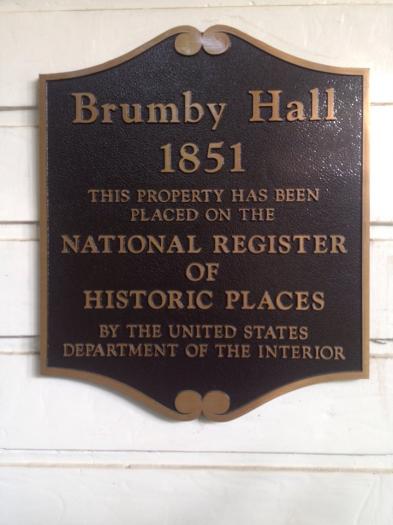 Brumby Hall
1851
THIS PROPERTY HAS BEEN
PLACED ON THE
NATIONAL REGISTER
OF
HISTORIC PLACES
BY THE UNITED STATES
DEPARTMENT OF THE INTERIOR